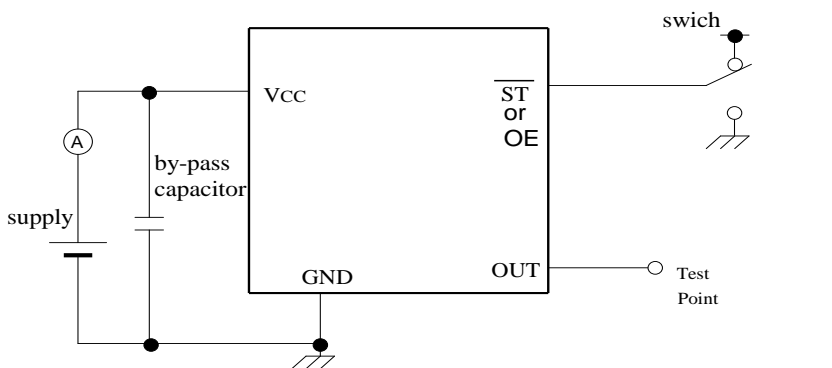 swich
VCC
ST
or
OE
A
by-pass
capacitor
supply
GND
OUT
Test
Point